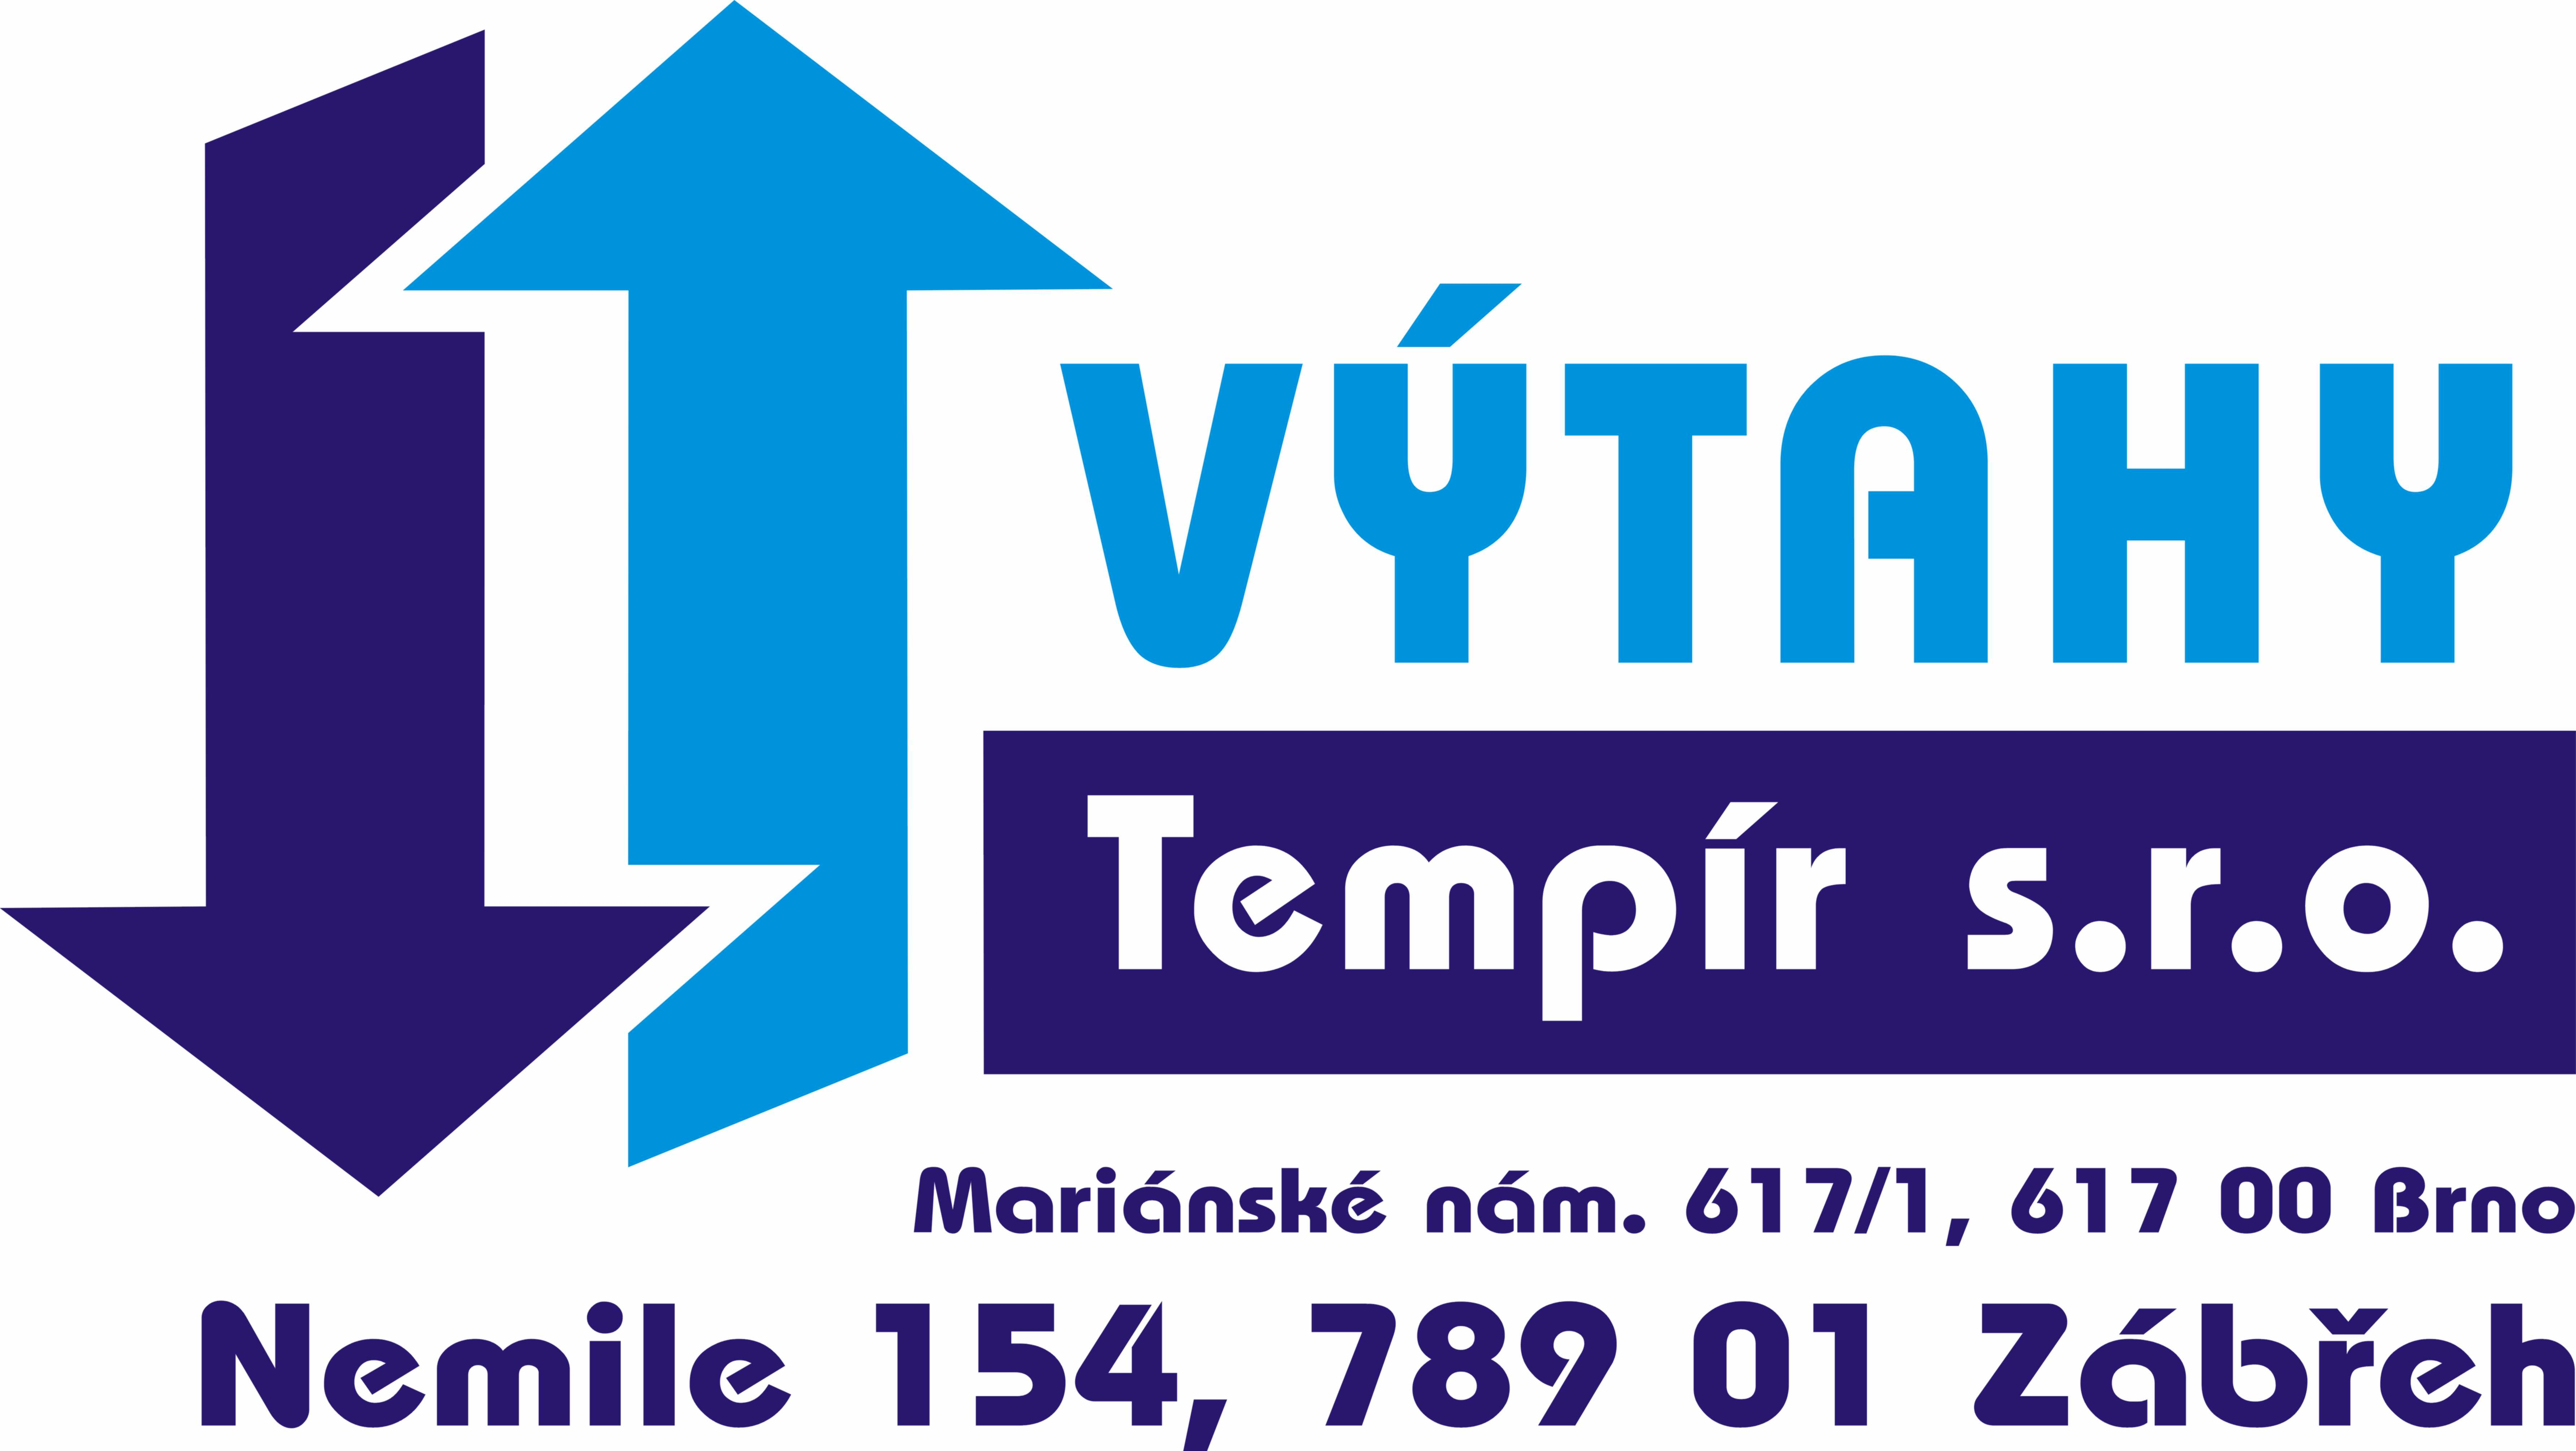 VÝTAHY
Tempír s.r.o.
Mariánské nám. 617/1, 617 00 Brno
Nemile 154, 789 01 Zábřeh